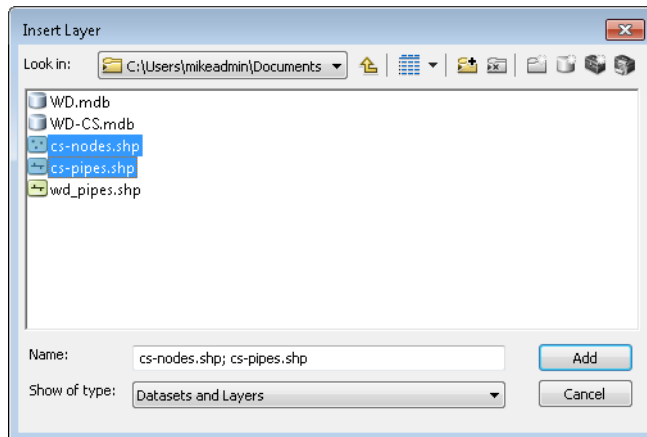 Insert Layer
Look in: C:\Users\mikeadmin\Documents
WD.mdb
WD-CS.mdb
cs-nodes.shp
cs-pipes.shp
wd_pipes.shp
Name: cs-nodes.shp; cs-pipes.shp Add
Show of type: Datasets and Layers Cancel